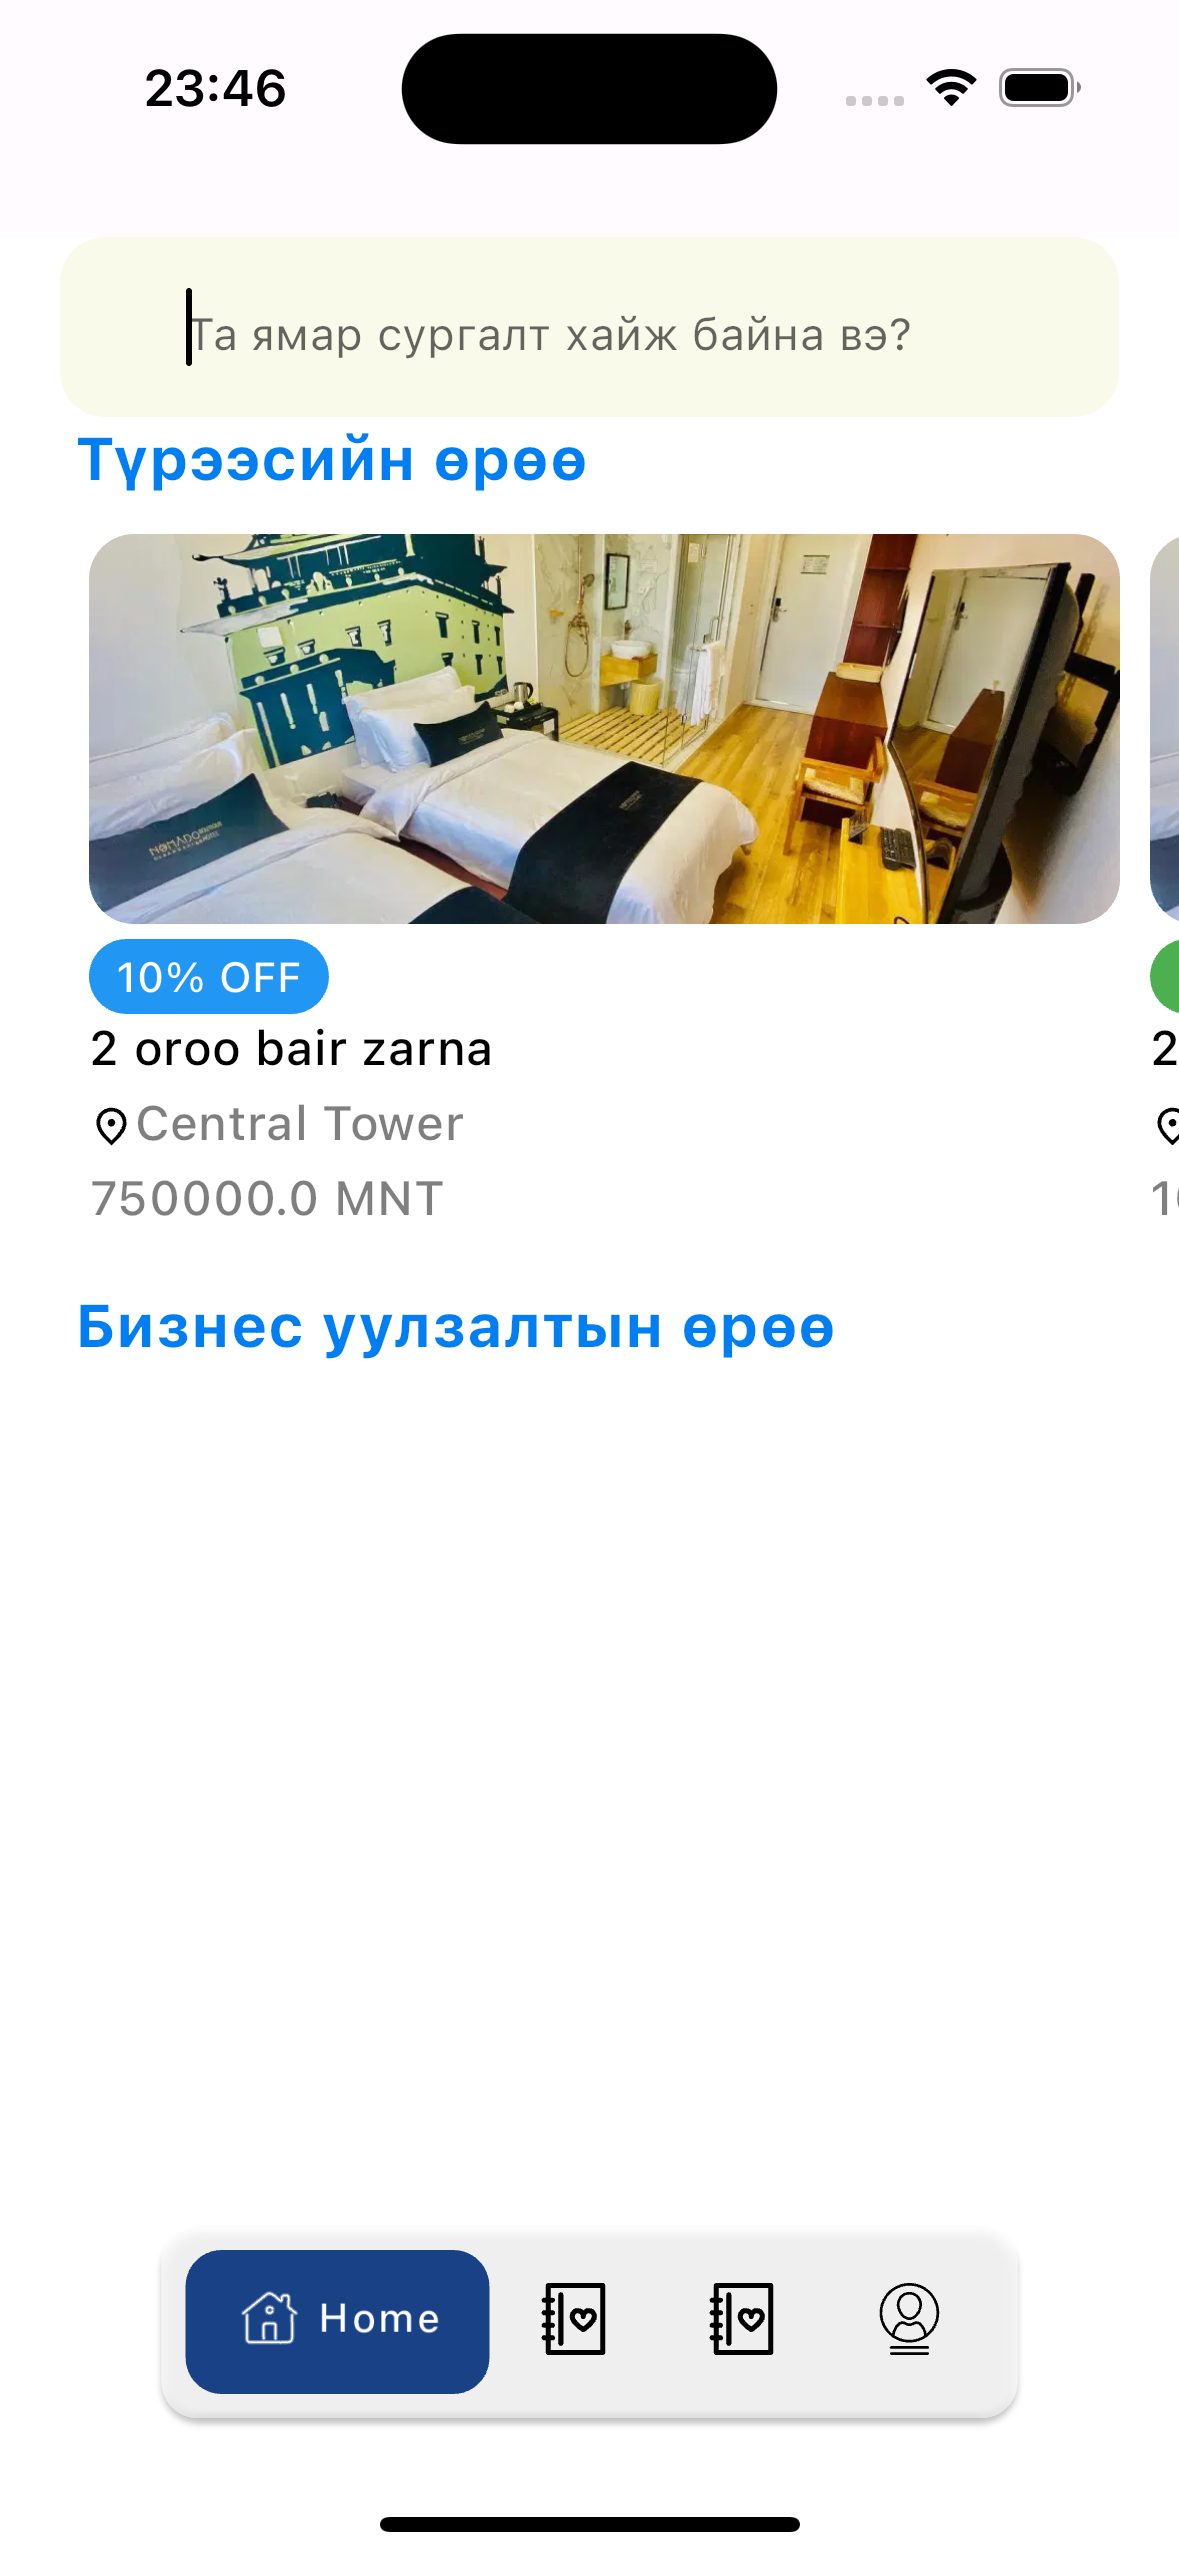 23:46
Та ямар сургалт хайж байна вэ?
Түрээсийн өрөө
NOMADO
10% OFF
2 oroo bair zarna
2
Central Tower
750000.0 MNT
1
Бизнес уулзалтын өрөө
Home